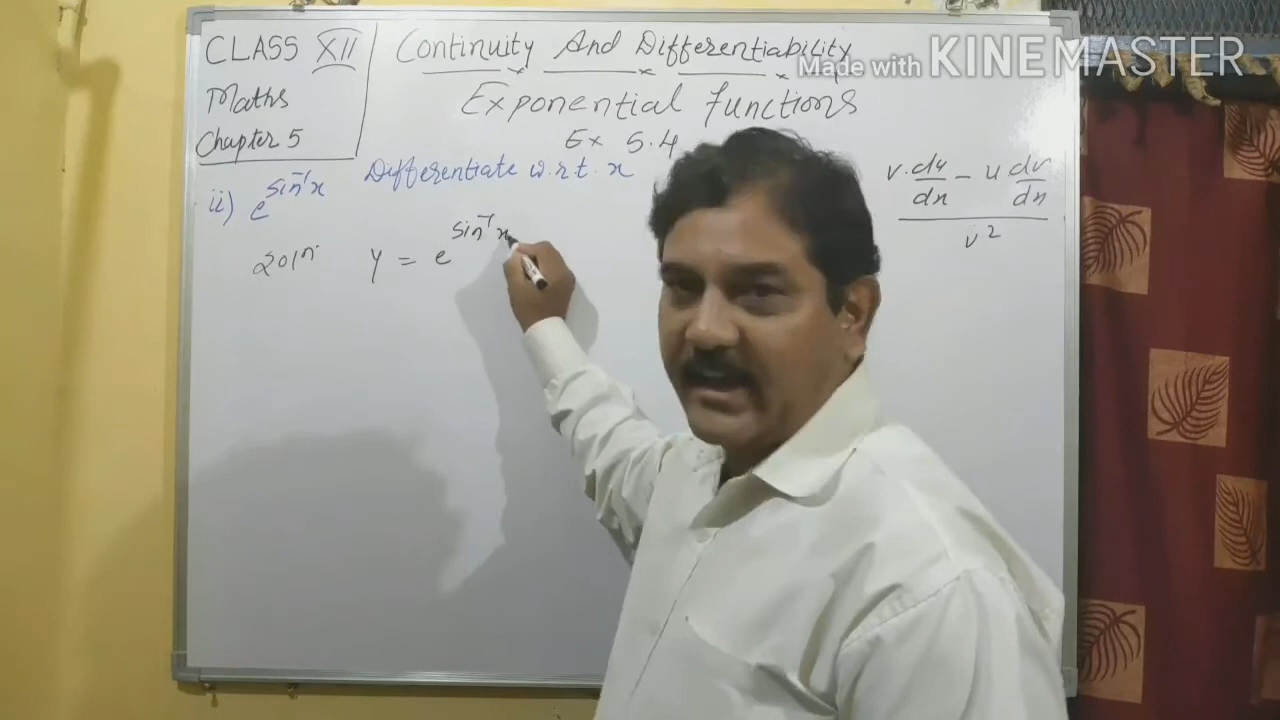 CLASS XII
Maths
Chapter 5
Continuity And Differentiability
Made with KINEMASTER
Exponential Functions
Ex 5.4
Differentiate w.r.t. x
ii) e^sin⁻¹x
Solⁿ y = e^sin⁻¹x
v.du/dx - u dv/dx
v²